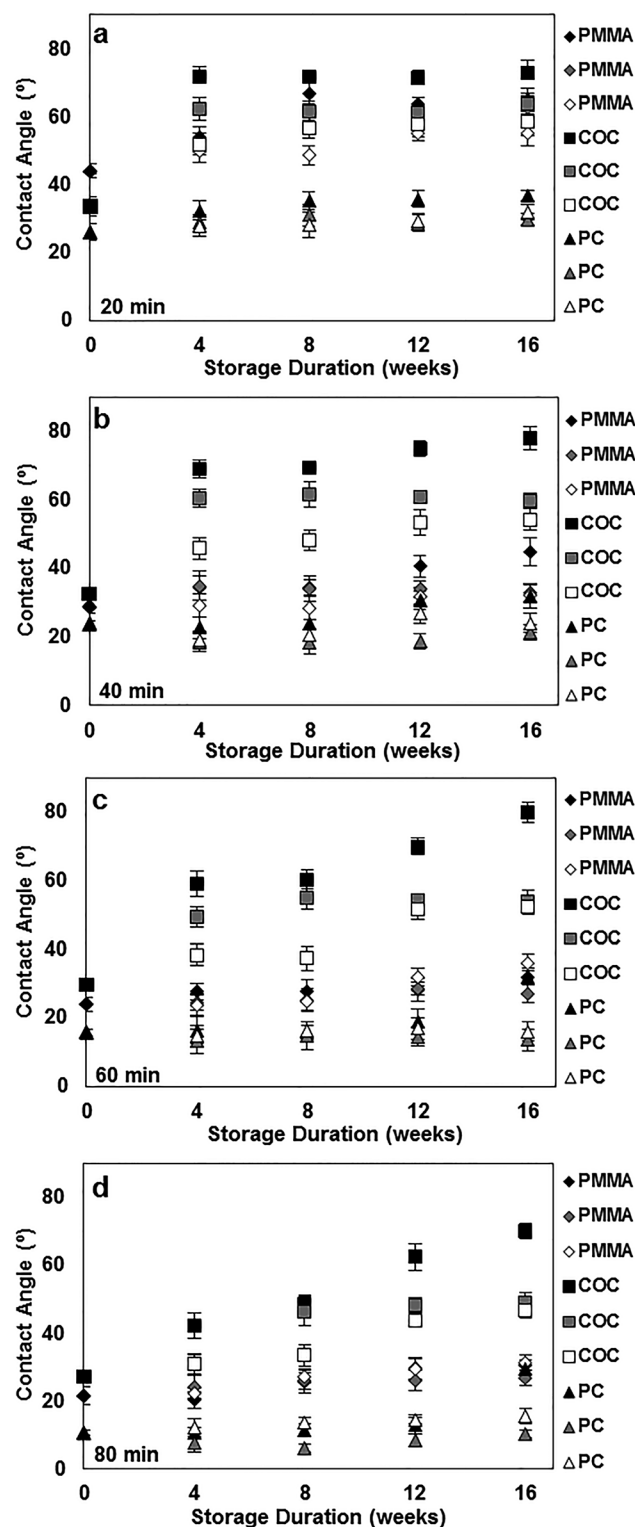 a
Contact Angle (º)
80
60
40
20
0
20 min
0 4 8 12 16
Storage Duration (weeks)
PMMA
PMMA
PMMA
COC
COC
COC
PC
PC
PC
b
Contact Angle (º)
80
60
40
20
0
40 min
0 4 8 12 16
Storage Duration (weeks)
PMMA
PMMA
PMMA
COC
COC
COC
PC
PC
PC
c
Contact Angle (º)
80
60
40
20
0
60 min
0 4 8 12 16
Storage Duration (weeks)
PMMA
PMMA
PMMA
COC
COC
COC
PC
PC
PC
d
Contact Angle (º)
80
60
40
20
0
80 min
0 4 8 12 16
Storage Duration (weeks)
PMMA
PMMA
PMMA
COC
COC
COC
PC
PC
PC